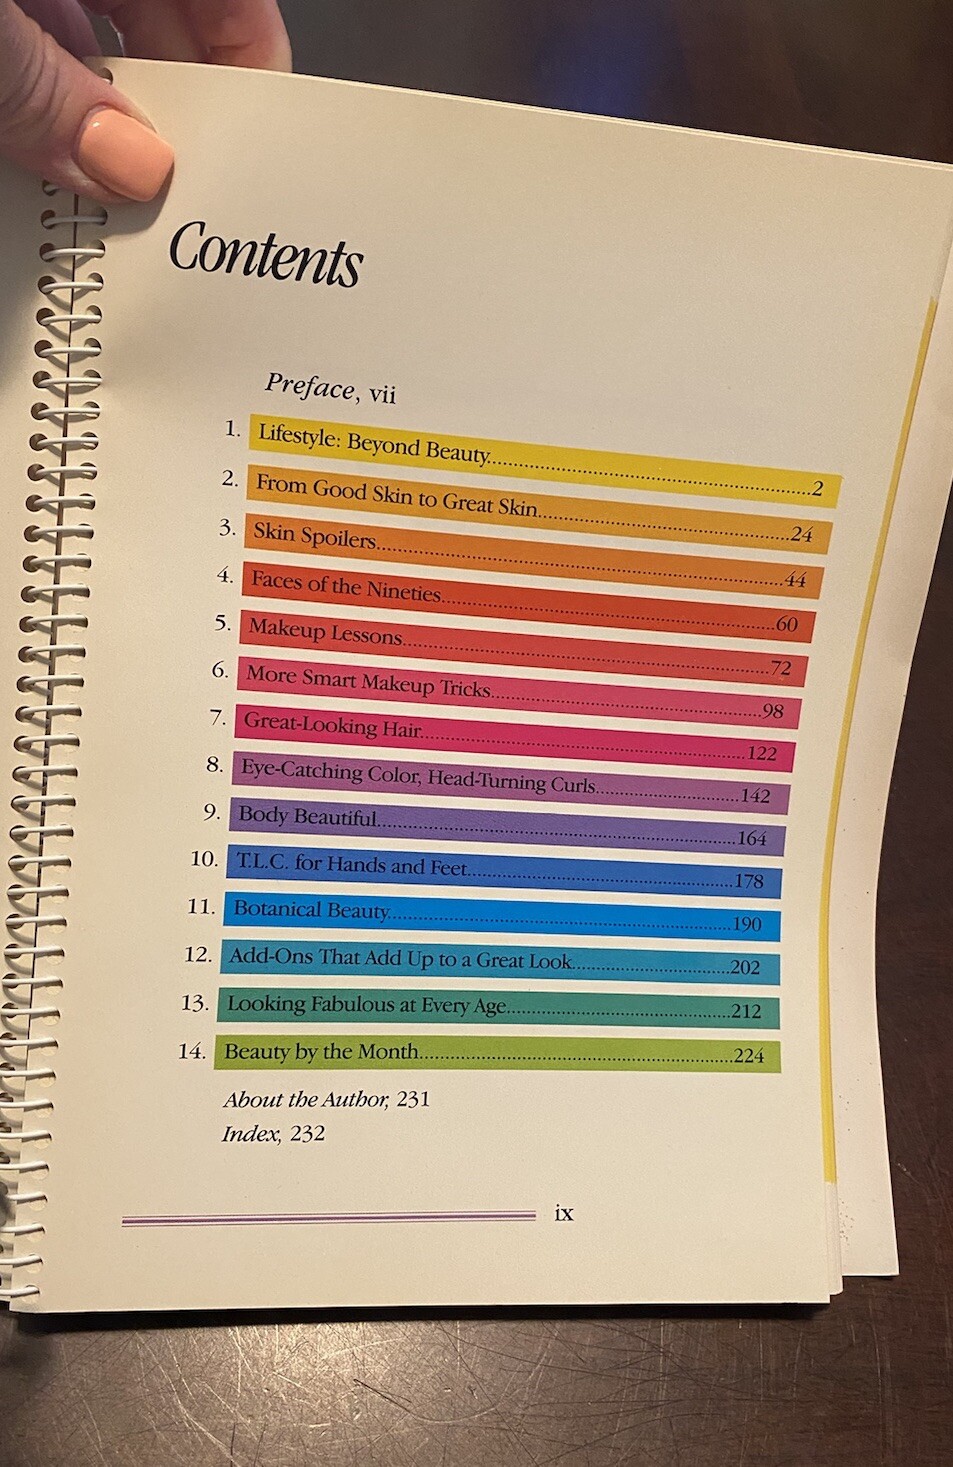 Contents
Preface, vii
1. Lifestyle: Beyond Beauty..........2
2. From Good Skin to Great Skin..........24
3. Skin Spoilers..........44
4. Faces of the Nineties..........60
5. Makeup Lessons..........72
6. More Smart Makeup Tricks..........98
7. Great-Looking Hair..........122
8. Eye-Catching Color, Head-Turning Curls..........142
9. Body Beautiful..........164
10. T.L.C. for Hands and Feet..........178
11. Botanical Beauty..........190
12. Add-Ons That Add Up to a Great Look..........202
13. Looking Fabulous at Every Age..........212
14. Beauty by the Month..........224
About the Author, 231
Index, 232
ix